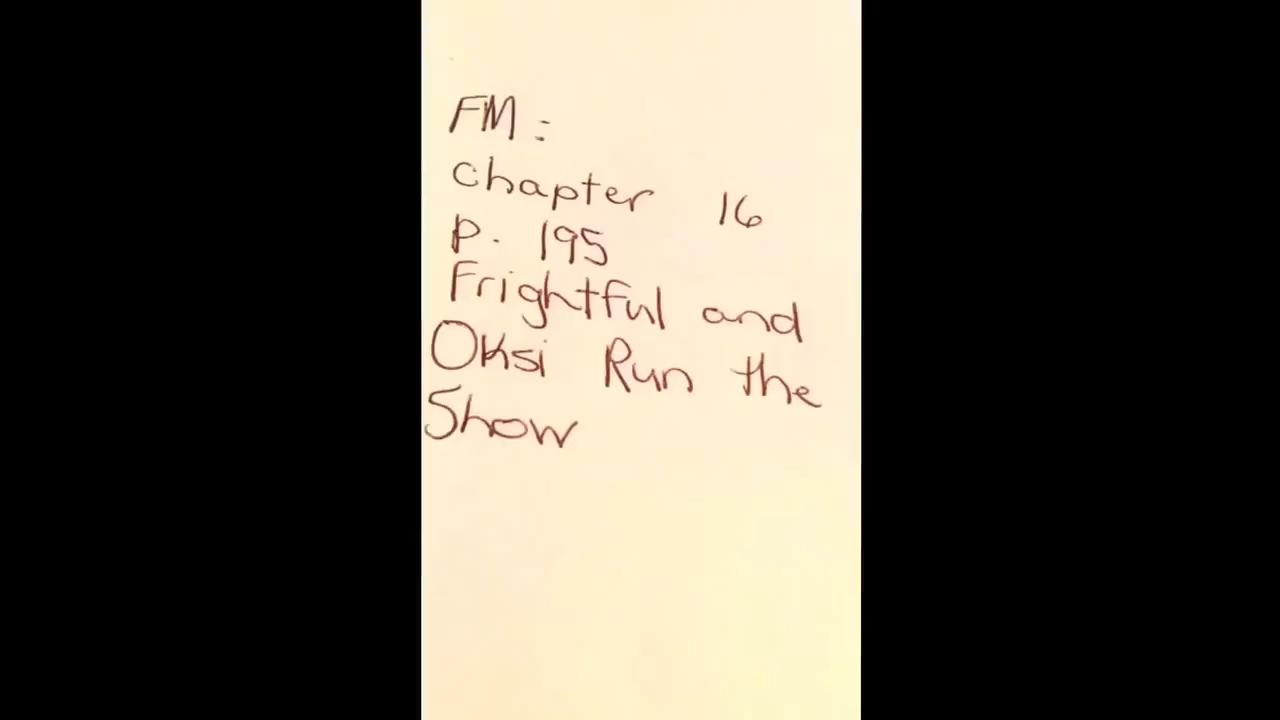 FM:
chapter 16
p. 195
Frightful and
Oksi Run the
Show